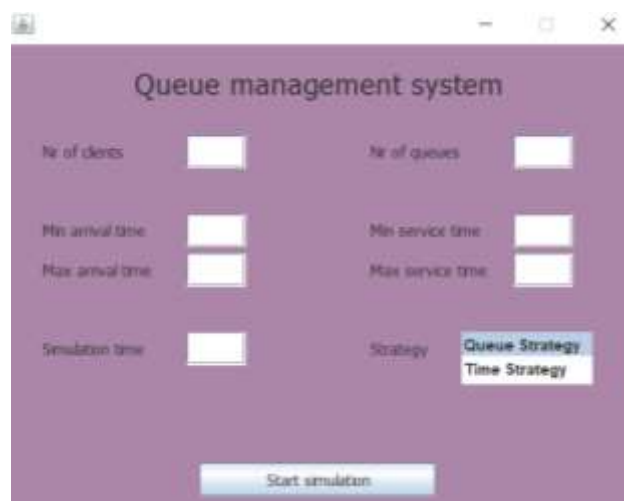 Queue management system
Nr of clients
Nr of queues
Min arrival time
Min service time
Max arrival time
Max service time
Simulation time
Strategy
Queue Strategy
Time Strategy
Start simulation